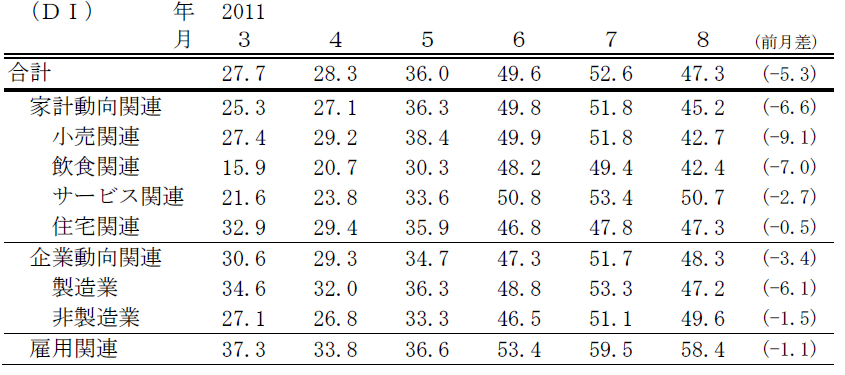 (ＤＩ) 年 2011
月 3 4 5 6 7 8 (前月差)
合計 27.7 28.3 36.0 49.6 52.6 47.3 (-5.3)
家計動向関連 25.3 27.1 36.3 49.8 51.8 45.2 (-6.6)
小売関連 27.4 29.2 38.4 49.9 51.8 42.7 (-9.1)
飲食関連 15.9 20.7 30.3 48.2 49.4 42.4 (-7.0)
サービス関連 21.6 23.8 33.6 50.8 53.4 50.7 (-2.7)
住宅関連 32.9 29.4 35.9 46.8 47.8 47.3 (-0.5)
企業動向関連 30.6 29.3 34.7 47.3 51.7 48.3 (-3.4)
製造業 34.6 32.0 36.3 48.8 53.3 47.2 (-6.1)
非製造業 27.1 26.8 33.3 46.5 51.1 49.6 (-1.5)
雇用関連 37.3 33.8 36.6 53.4 59.5 58.4 (-1.1)